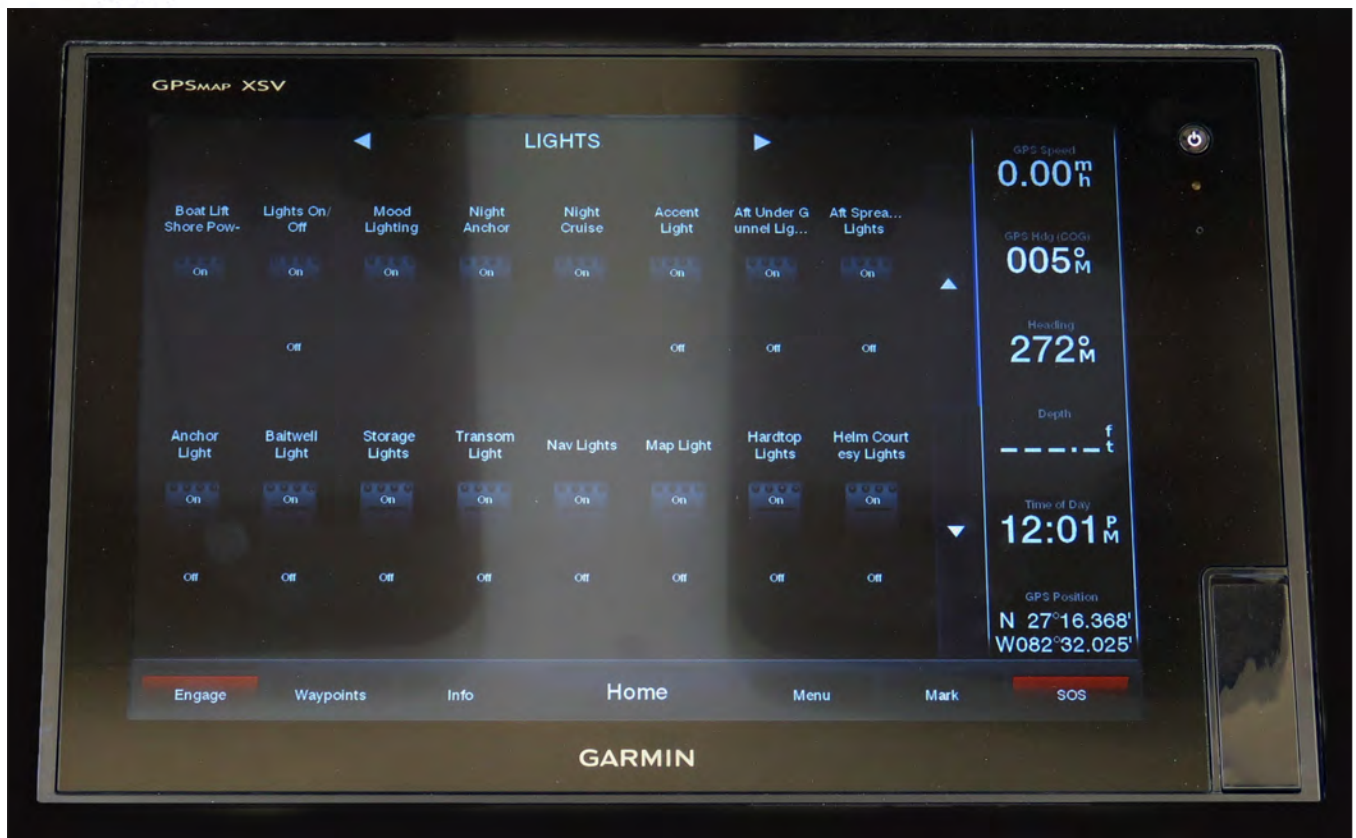 GPSMAP XSV
LIGHTS
Boat Lift
Shore Pow-
Lights On/
Off
Mood
Lighting
Night
Anchor
Night
Cruise
Accent
Light
Aft Under G
unnel Lig...
Aft Sprea...
Lights
On
On
On
On
On
On
On
On
Off
Off
Off
Off
Anchor
Light
Baitwell
Light
Storage
Lights
Transom
Light
Nav Lights
Map Light
Hardtop
Lights
Helm Court
esy Lights
On
On
On
On
On
On
On
On
Off
Off
Off
Off
Off
Off
Off
Off
GPS Speed
0.00 mh
GPS Hdg (COG)
005°M
Heading
272°M
Depth
---.- ft
Time of Day
12:01 PM
GPS Position
N 27°16.368'
W082°32.025'
Engage
Waypoints
Info
Home
Menu
Mark
SOS
GARMIN